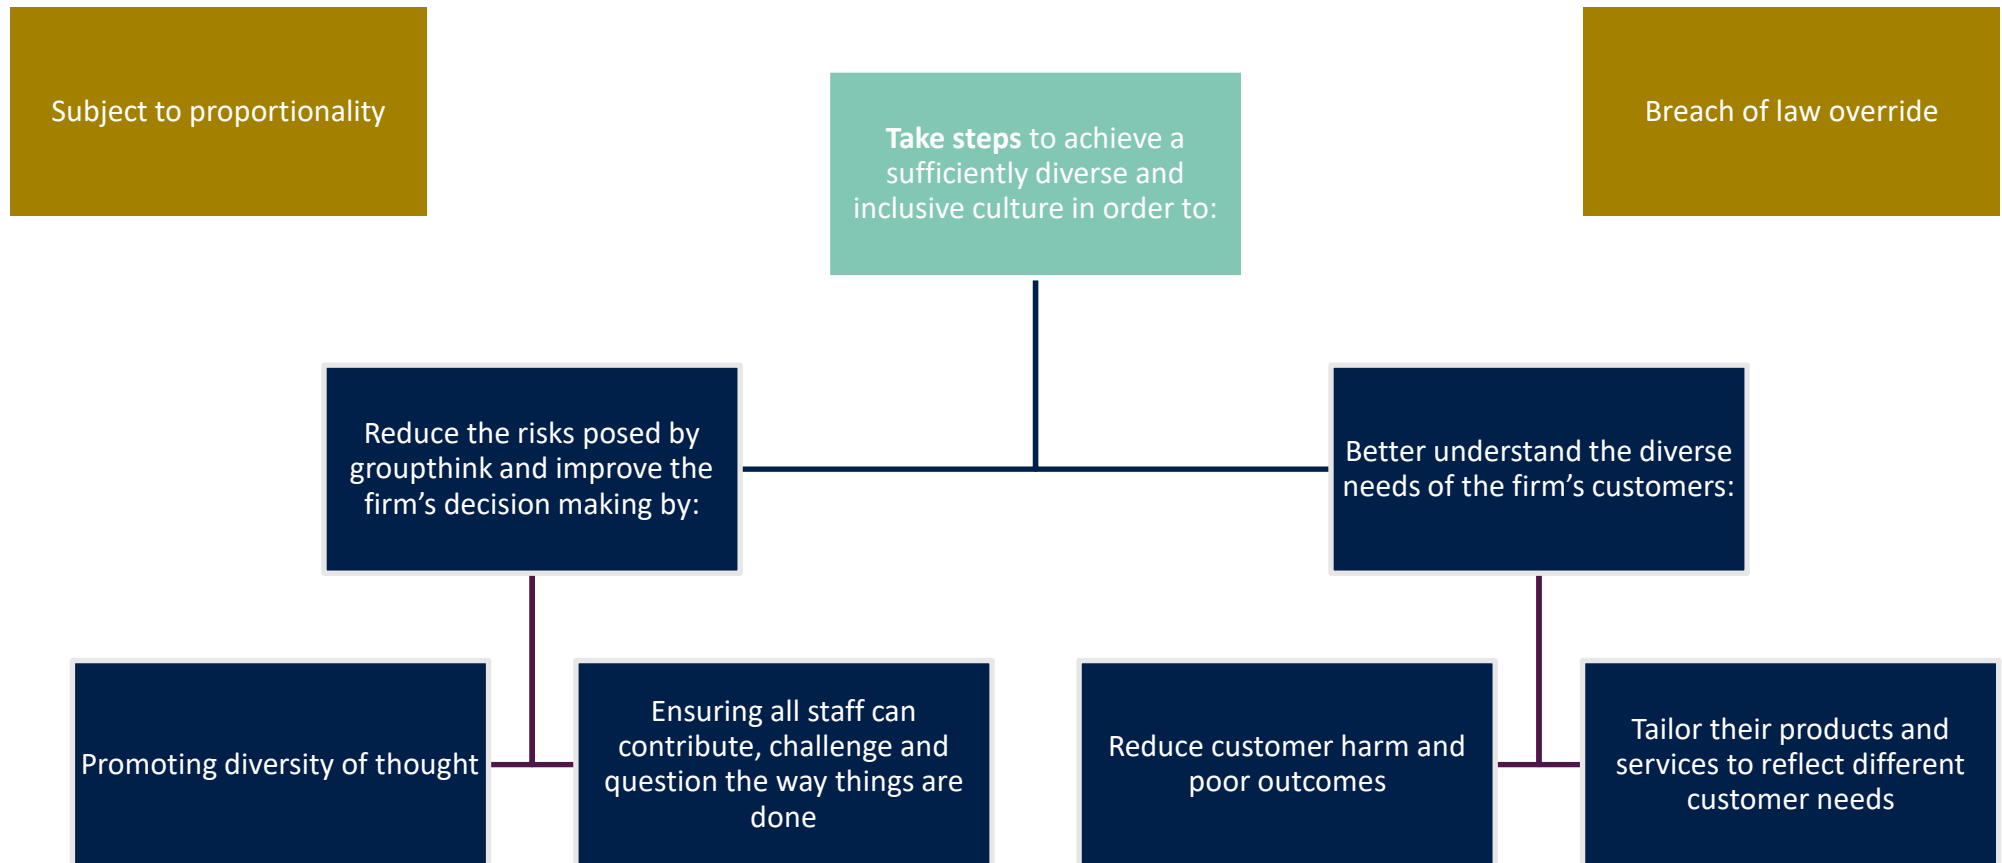 Subject to proportionality
Breach of law override
Take steps to achieve a
sufficiently diverse and
inclusive culture in order to:
Reduce the risks posed by
groupthink and improve the
firm’s decision making by:
Better understand the diverse
needs of the firm’s customers:
Promoting diversity of thought
Ensuring all staff can
contribute, challenge and
question the way things are
done
Reduce customer harm and
poor outcomes
Tailor their products and
services to reflect different
customer needs